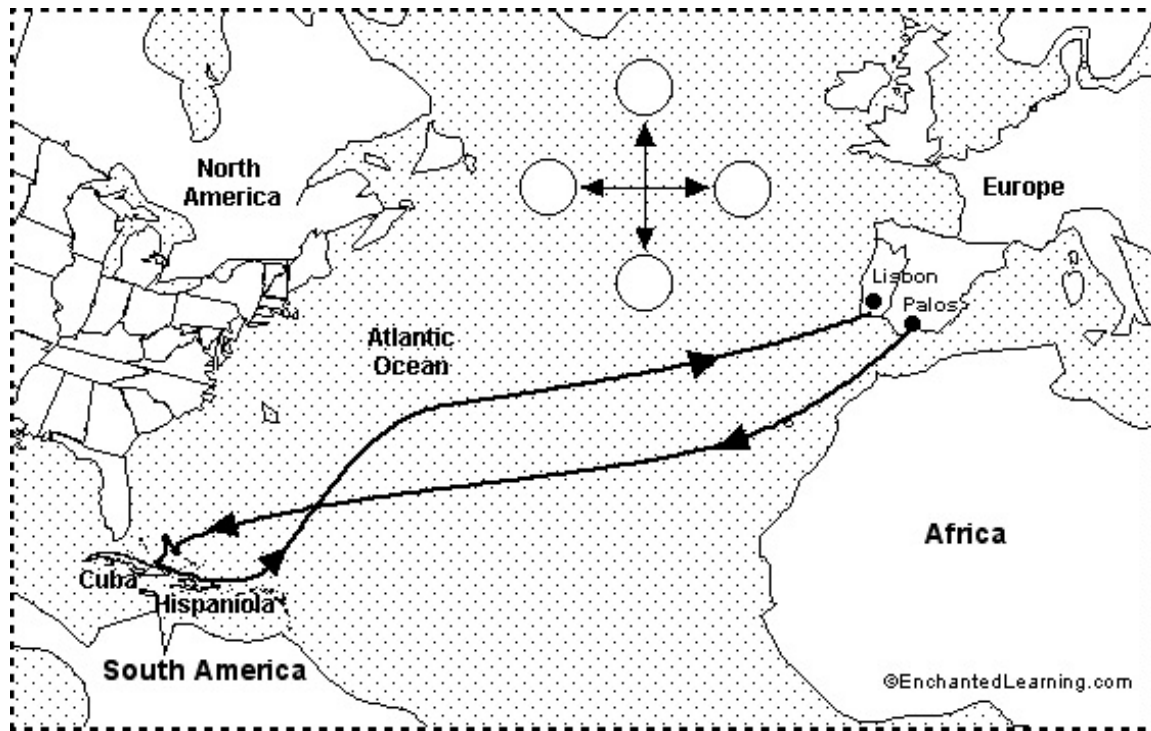 North
America
Europe
Lisbon
Palos
Atlantic
Ocean
Africa
Cuba
Hispaniola
South America
©EnchantedLearning.com